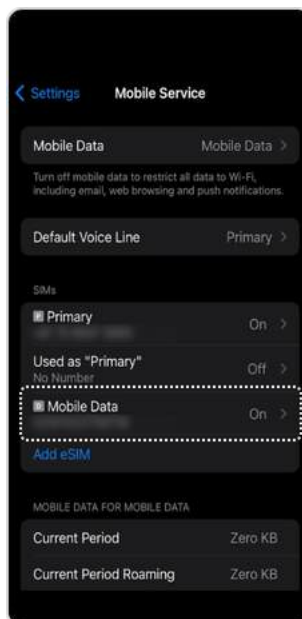 Settings
Mobile Service
Mobile Data
Mobile Data
Turn off mobile data to restrict all data to Wi-Fi,
including email, web browsing and push notifications.
Default Voice Line
Primary
SIMs
P Primary
On
Used as "Primary"
No Number
Off
D Mobile Data
On
Add eSIM
MOBILE DATA FOR MOBILE DATA
Current Period
Zero KB
Current Period Roaming
Zero KB